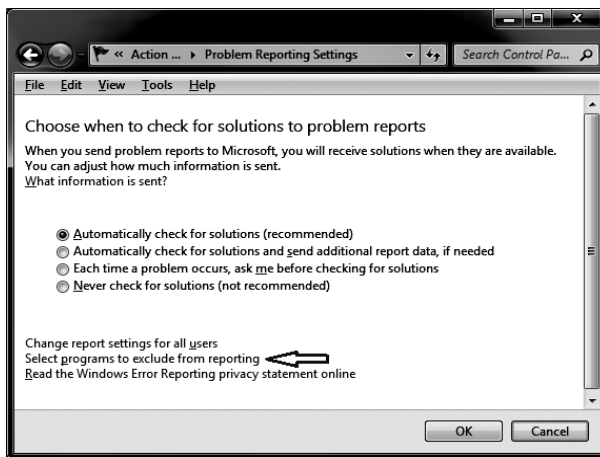 « Action ... ▸ Problem Reporting Settings
Search Control Pa...
File Edit View Tools Help
Choose when to check for solutions to problem reports
When you send problem reports to Microsoft, you will receive solutions when they are available.
You can adjust how much information is sent.
What information is sent?
Automatically check for solutions (recommended)
Automatically check for solutions and send additional report data, if needed
Each time a problem occurs, ask me before checking for solutions
Never check for solutions (not recommended)
Change report settings for all users
Select programs to exclude from reporting
Read the Windows Error Reporting privacy statement online
OK Cancel